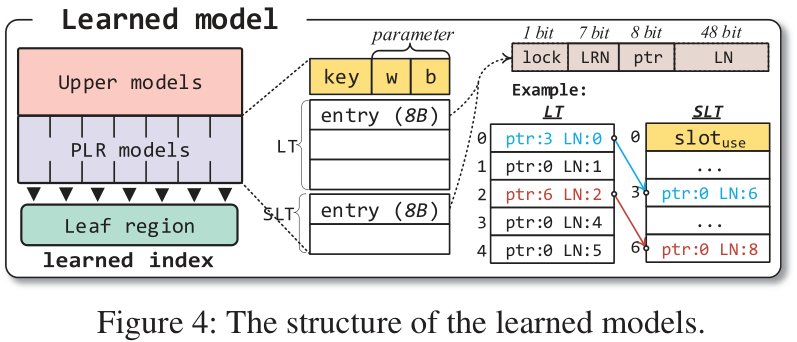 Learned model
Upper models
PLR models
Leaf region
learned index
parameter
key w b
entry (8B)
LT
entry (8B)
SLT
1 bit 7 bit 8 bit 48 bit
lock LRN ptr LN
Example:
LT
0 ptr:3 LN:0
1 ptr:0 LN:1
2 ptr:6 LN:2
3 ptr:0 LN:4
4 ptr:0 LN:5
SLT
0 slot_use
...
3 ptr:0 LN:6
...
6 ptr:0 LN:8
Figure 4: The structure of the learned models.